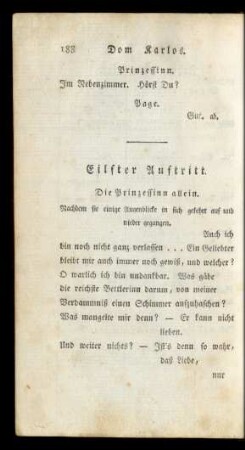 188 Dom Karlos.
Prinzessinn.
Im Nebenzimmer. Hörst Du?
Page.
Gut. ab.
Eilfter Auftritt.
Die Prinzessinn allein.
Nachdem sie einige Augenblicke in sich gekehrt auf und
nieder gegangen.
Auch ich
bin noch nicht ganz verlassen . . . Ein Geliebter
bleibt mir auch immer noch gewiß, und welcher?
O warlich ich bin undankbar. Was gäbe
die reichste Bettlerinn darum, von meiner
Verdammniß einen Schimmer aufzuhaschen?
Was mangelte mir denn? — Er kann nicht
lieben.
Und weiter nichts? — Ist's denn so wahr,
daß Liebe,
nur